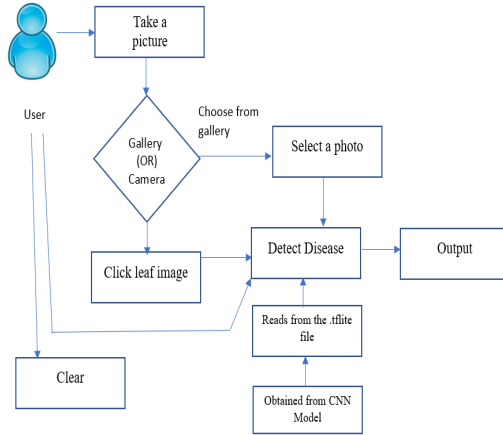 Take a
picture
User
Gallery
(OR)
Camera
Choose from
gallery
Select a photo
Click leaf image
Detect Disease
Output
Reads from the .tflite
file
Clear
Obtained from CNN
Model